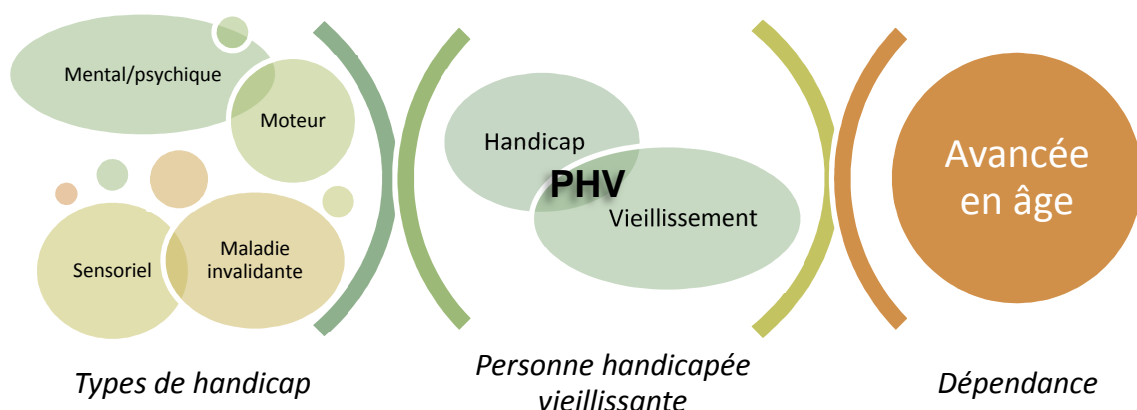 Mental/psychique
Moteur
Sensoriel
Maladie
invalidante
Types de handicap
Handicap
PHV
Vieillissement
Personne handicapée
vieillissante
Avancée
en âge
Dépendance